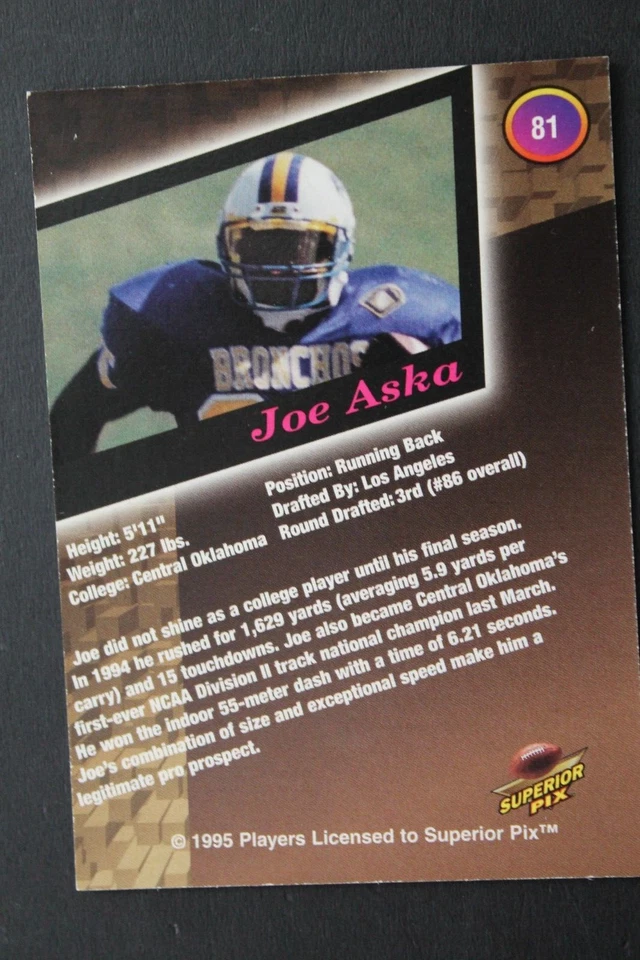 81
BRONCHOS
Joe Aska
Position: Running Back
Drafted By: Los Angeles
Round Drafted: 3rd (#86 overall)
Height: 5'11"
Weight: 227 lbs.
College: Central Oklahoma
Joe did not shine as a college player until his final season.
In 1994 he rushed for 1,629 yards (averaging 5.9 yards per
carry) and 15 touchdowns. Joe also became Central Oklahoma's
first-ever NCAA Division II track national champion last March.
He won the indoor 55-meter dash with a time of 6.21 seconds.
Joe's combination of size and exceptional speed make him a
legitimate pro prospect.
SUPERIOR
PIX
© 1995 Players Licensed to Superior Pix™